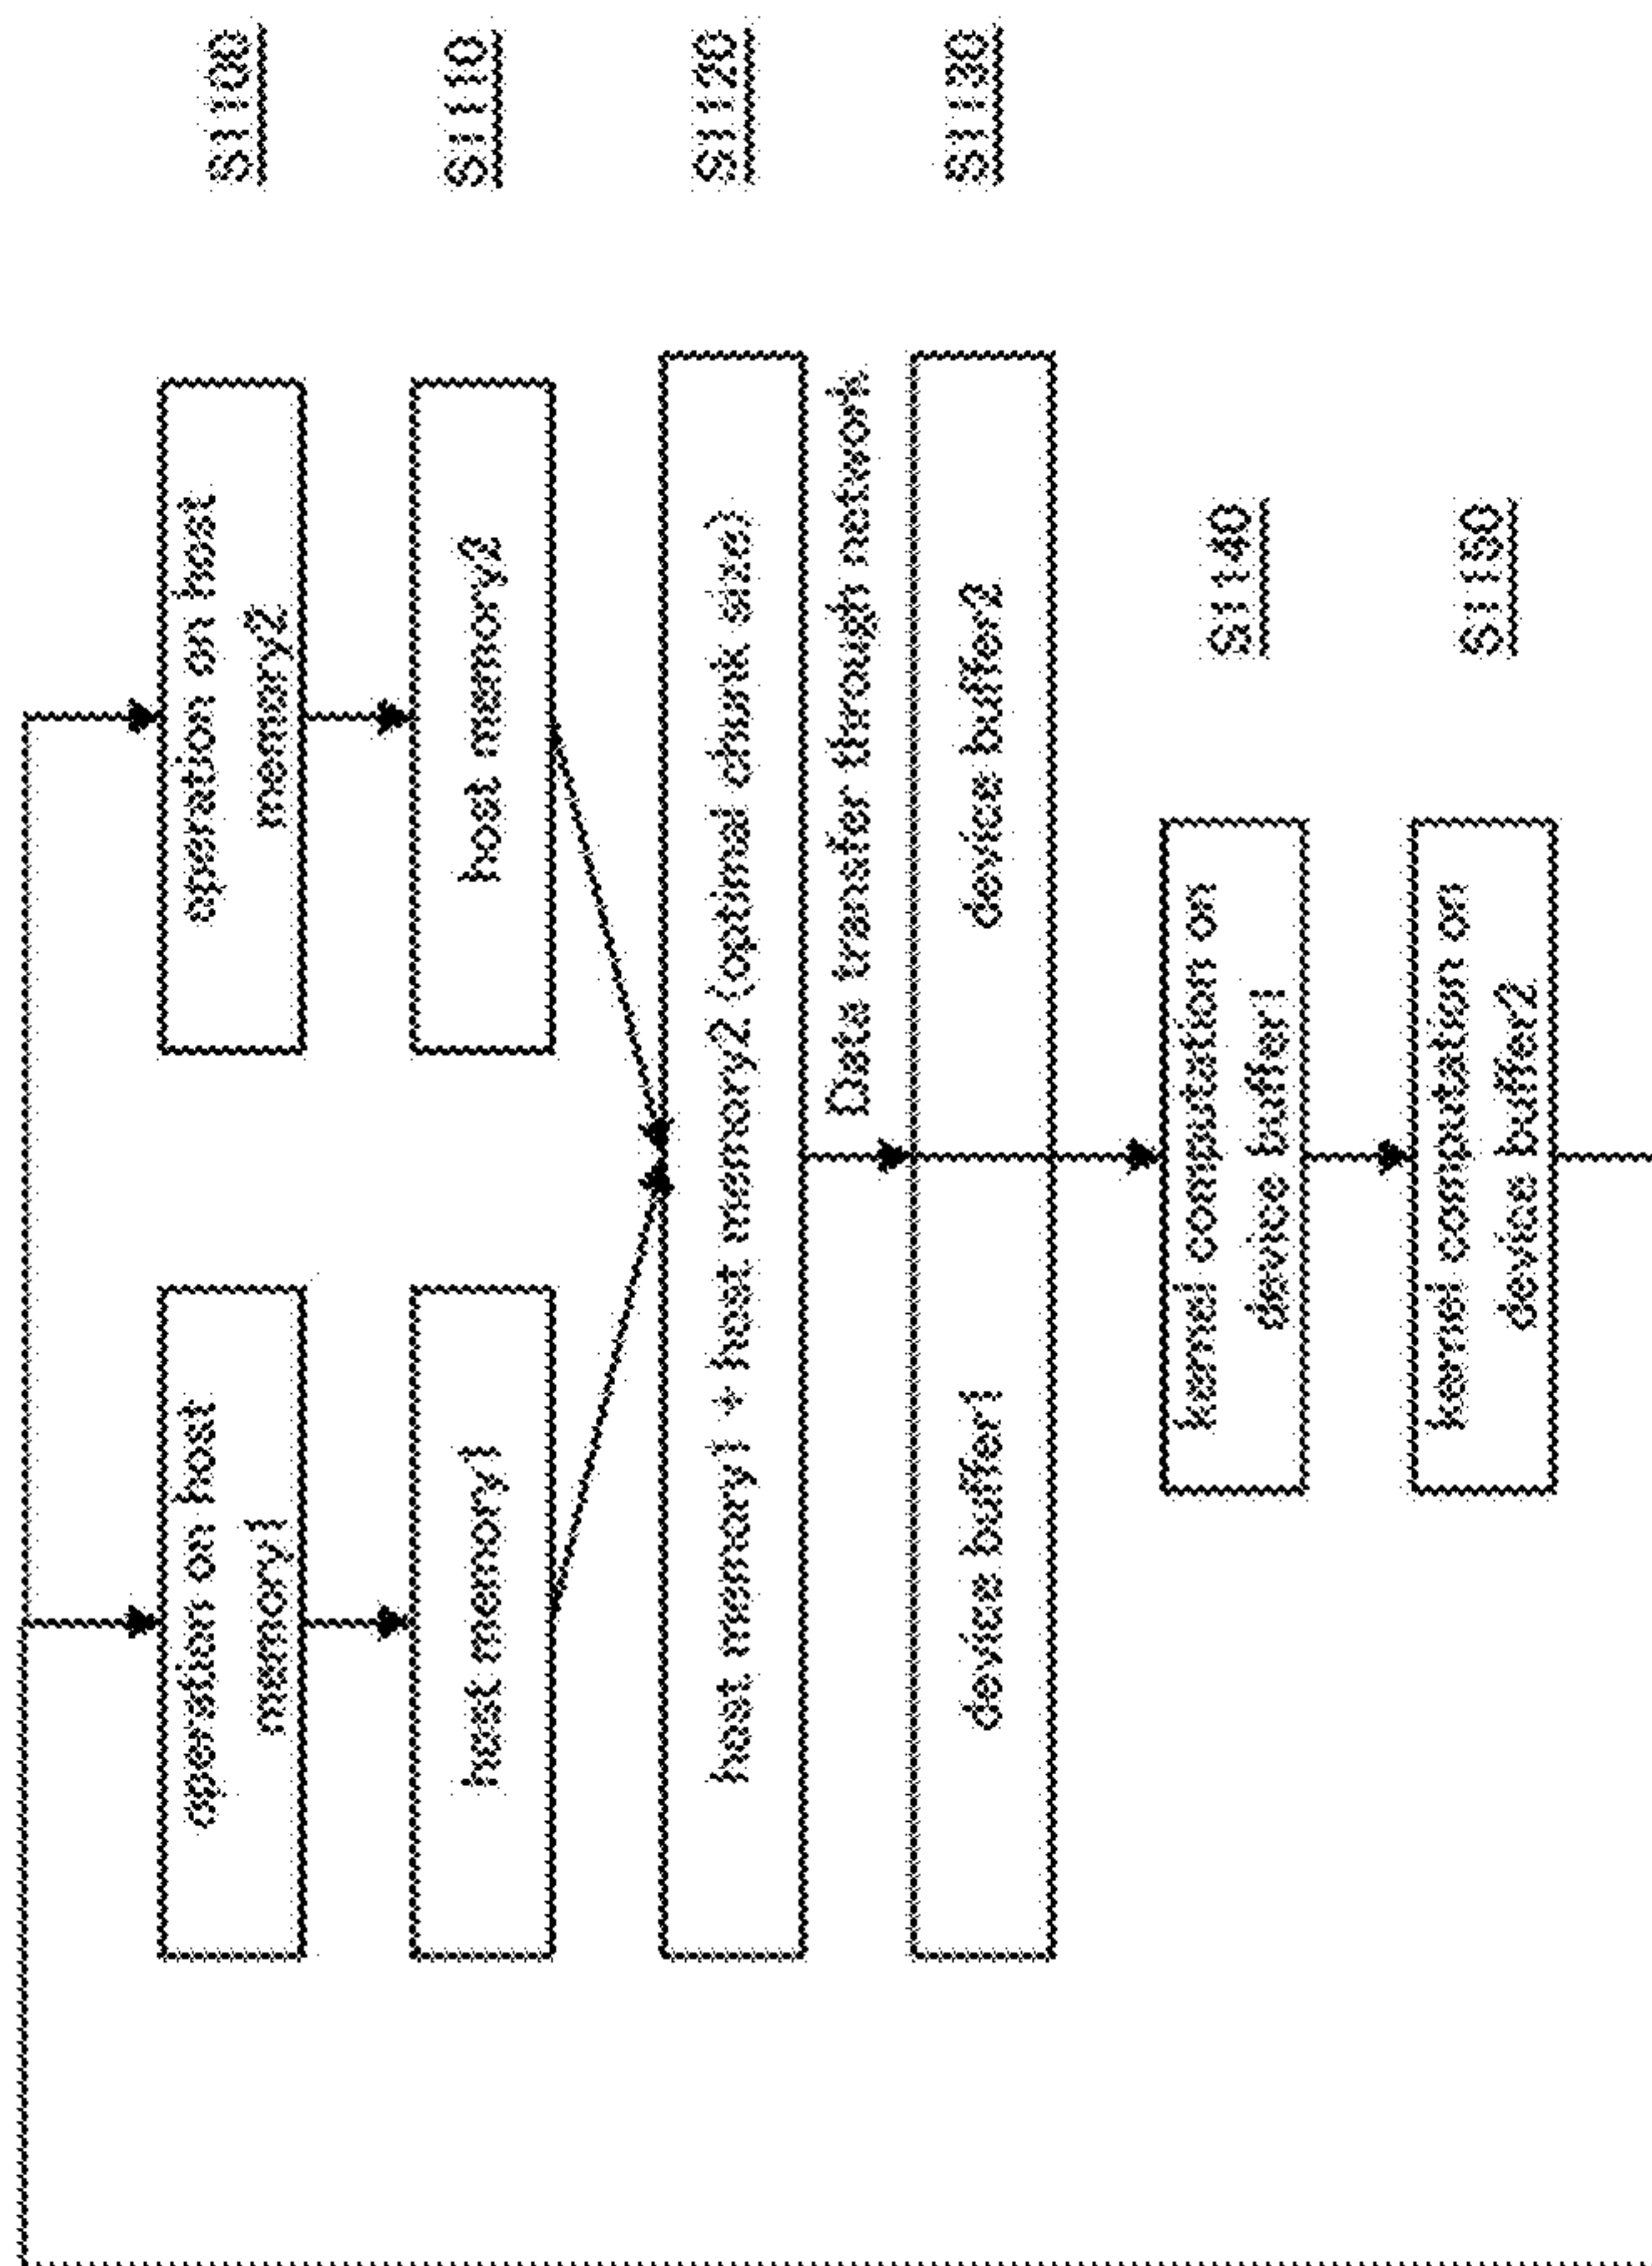 operation on host
memory1
operation on host
memory2
S1100
host memory1
host memory2
S1110
host memory1 + host memory2 (optimal chunk size)
S1120
Data transfer through network
device buffer1
device buffer2
S1130
kernel computation on
device buffer1
S1140
kernel computation on
device buffer2
S1150